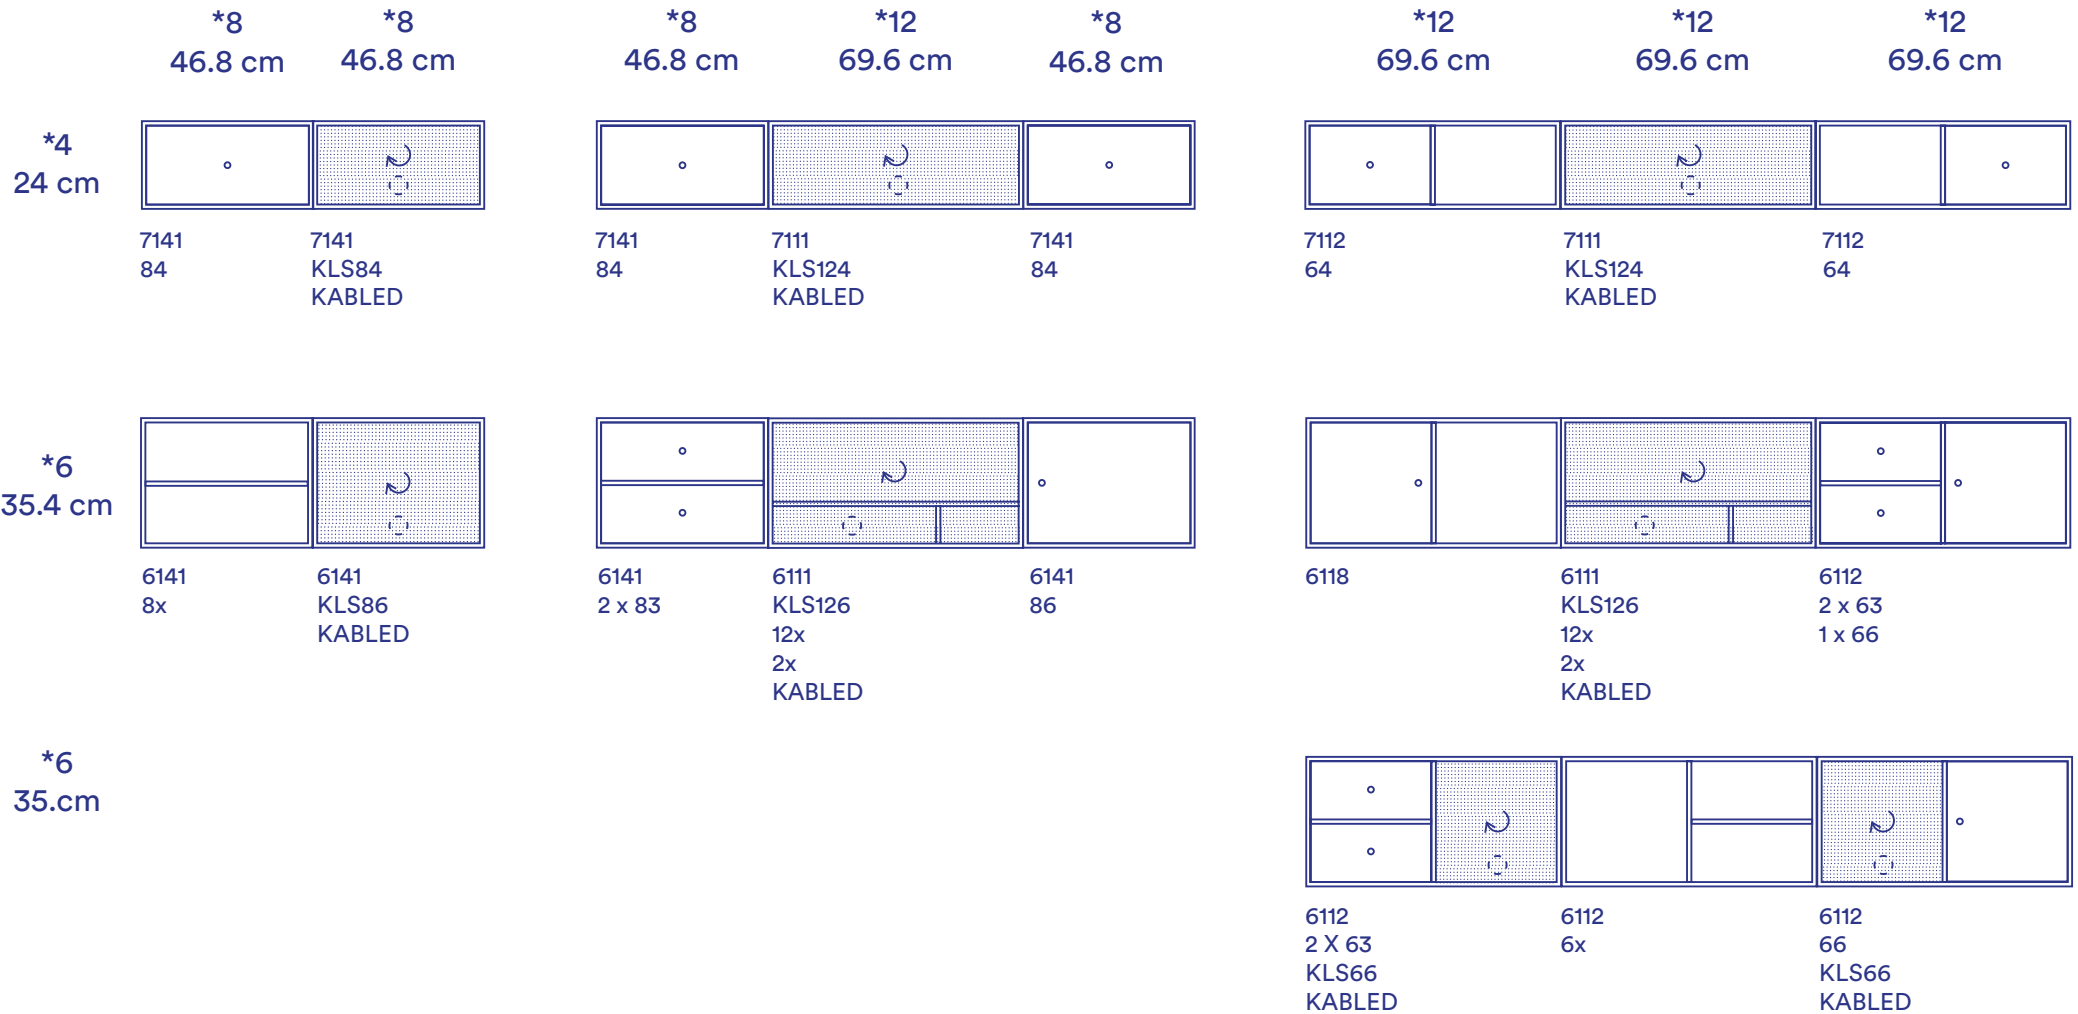 *8 *8 *8 *12 *8 *12 *12 *12
46.8 cm 46.8 cm 46.8 cm 69.6 cm 46.8 cm 69.6 cm 69.6 cm 69.6 cm
*4
24 cm
7141 7141 7141 7111 7141 7112 7111 7112
84 KLS84 84 KLS124 84 64 KLS124 64
KABLED KABLED KABLED
*6
35.4 cm
6141 6141 6141 6111 6141 6118 6111 6112
8x KLS86 2 x 83 KLS126 86 KLS126 2 x 63
KABLED 12x 12x 1 x 66
2x 2x
KABLED KABLED
*6
35.cm
6112 6112 6112
2 X 63 6x 66
KLS66 KLS66
KABLED KABLED